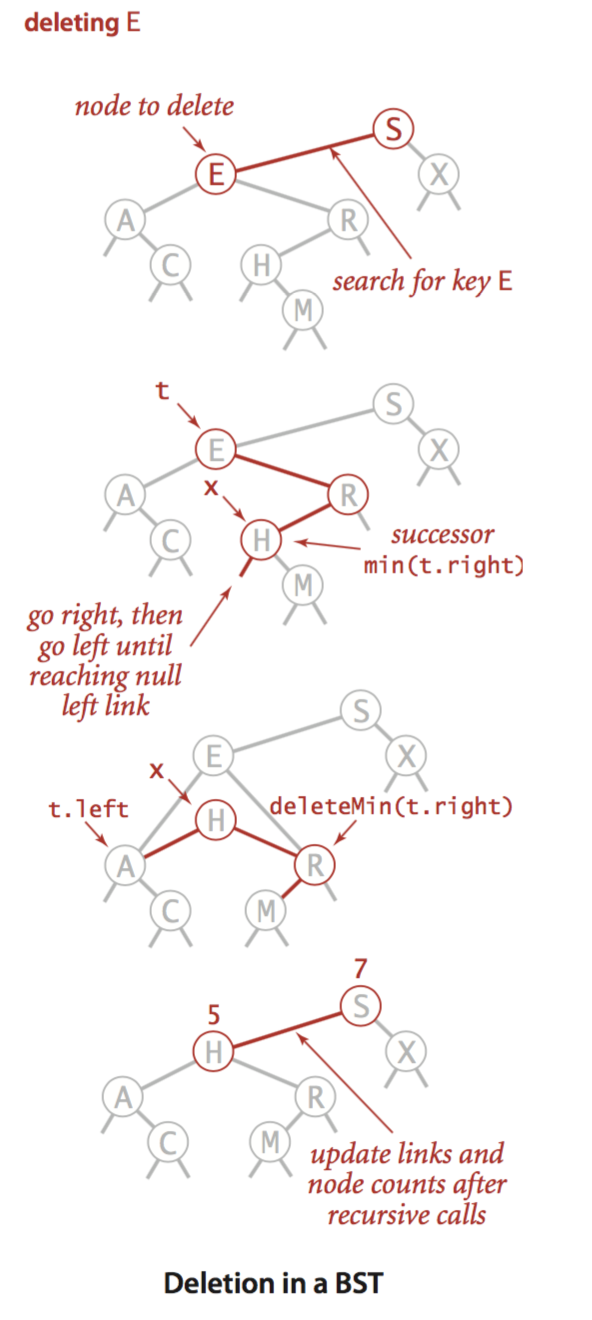 deleting E
node to delete
S
E
X
A
R
C
H
search for key E
M
t
S
E
X
x
A
R
C
H
successor
min(t.right)
M
go right, then
go left until
reaching null
left link
S
E
X
x
t.left
deleteMin(t.right)
H
A
R
C
M
7
S
5
H
X
A
R
C
M
update links and
node counts after
recursive calls
Deletion in a BST